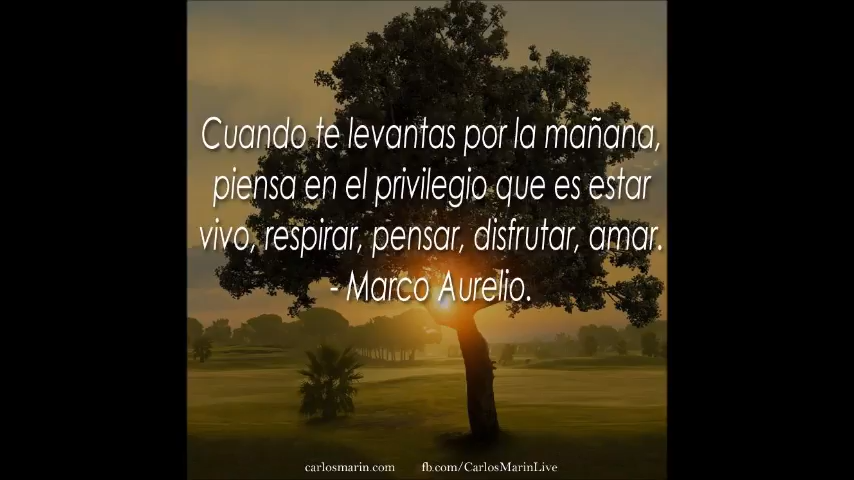 Cuando te levantas por la mañana,
piensa en el privilegio que es estar
vivo, respirar, pensar, disfrutar, amar.
- Marco Aurelio.
carlosmarin.com fb.com/CarlosMarinLive